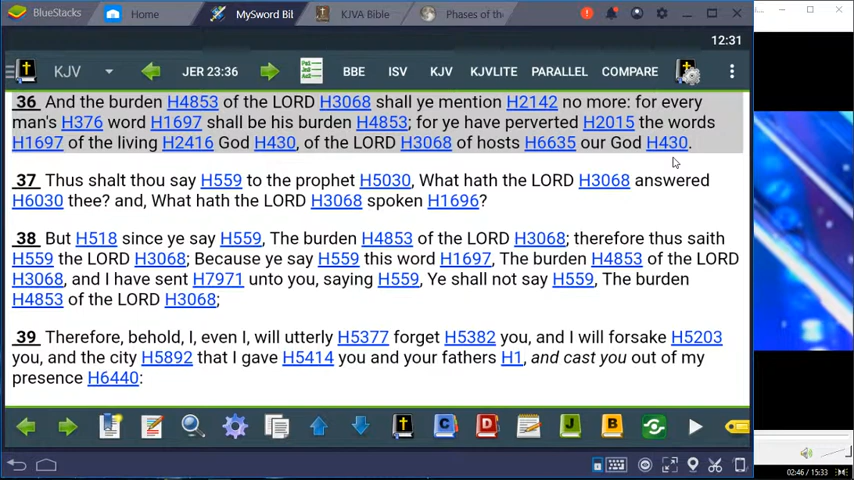 BlueStacks Home MySword Bib KJVA Bible Phases of the
12:31
KJV JER 23:36 BBE ISV KJV KJVLITE PARALLEL COMPARE
36 And the burden H4853 of the LORD H3068 shall ye mention H2142 no more: for every
man's H376 word H1697 shall be his burden H4853; for ye have perverted H2015 the words
H1697 of the living H2416 God H430, of the LORD H3068 of hosts H6635 our God H430.
37 Thus shalt thou say H559 to the prophet H5030, What hath the LORD H3068 answered
H6030 thee? and, What hath the LORD H3068 spoken H1696?
38 But H518 since ye say H559, The burden H4853 of the LORD H3068; therefore thus saith
H559 the LORD H3068; Because ye say H559 this word H1697, The burden H4853 of the LORD
H3068, and I have sent H7971 unto you, saying H559, Ye shall not say H559, The burden
H4853 of the LORD H3068;
39 Therefore, behold, I, even I, will utterly H5377 forget H5382 you, and I will forsake H5203
you, and the city H5892 that I gave H5414 you and your fathers H1, and cast you out of my
presence H6440:
C D J B
02:46 / 15:33